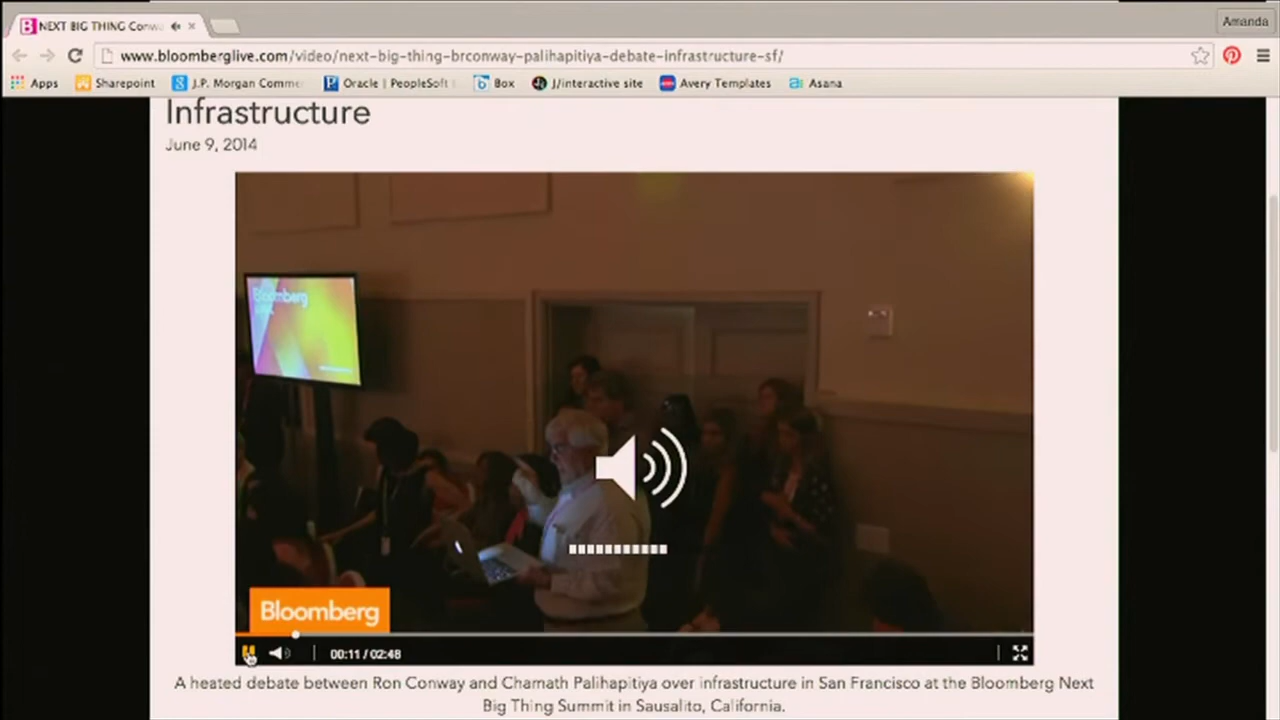 NEXT BIG THING Conwa
Amanda
www.bloomberglive.com/video/next-big-thing-brconway-palihapitiya-debate-infrastructure-sf/
Apps Sharepoint J.P. Morgan Comme Oracle | PeopleSoft Box J/interactive site Avery Templates Asana
Infrastructure
June 9, 2014
Bloomberg
Bloomberg
00:11 / 02:48
A heated debate between Ron Conway and Chamath Palihapitiya over infrastructure in San Francisco at the Bloomberg Next
Big Thing Summit in Sausalito, California.